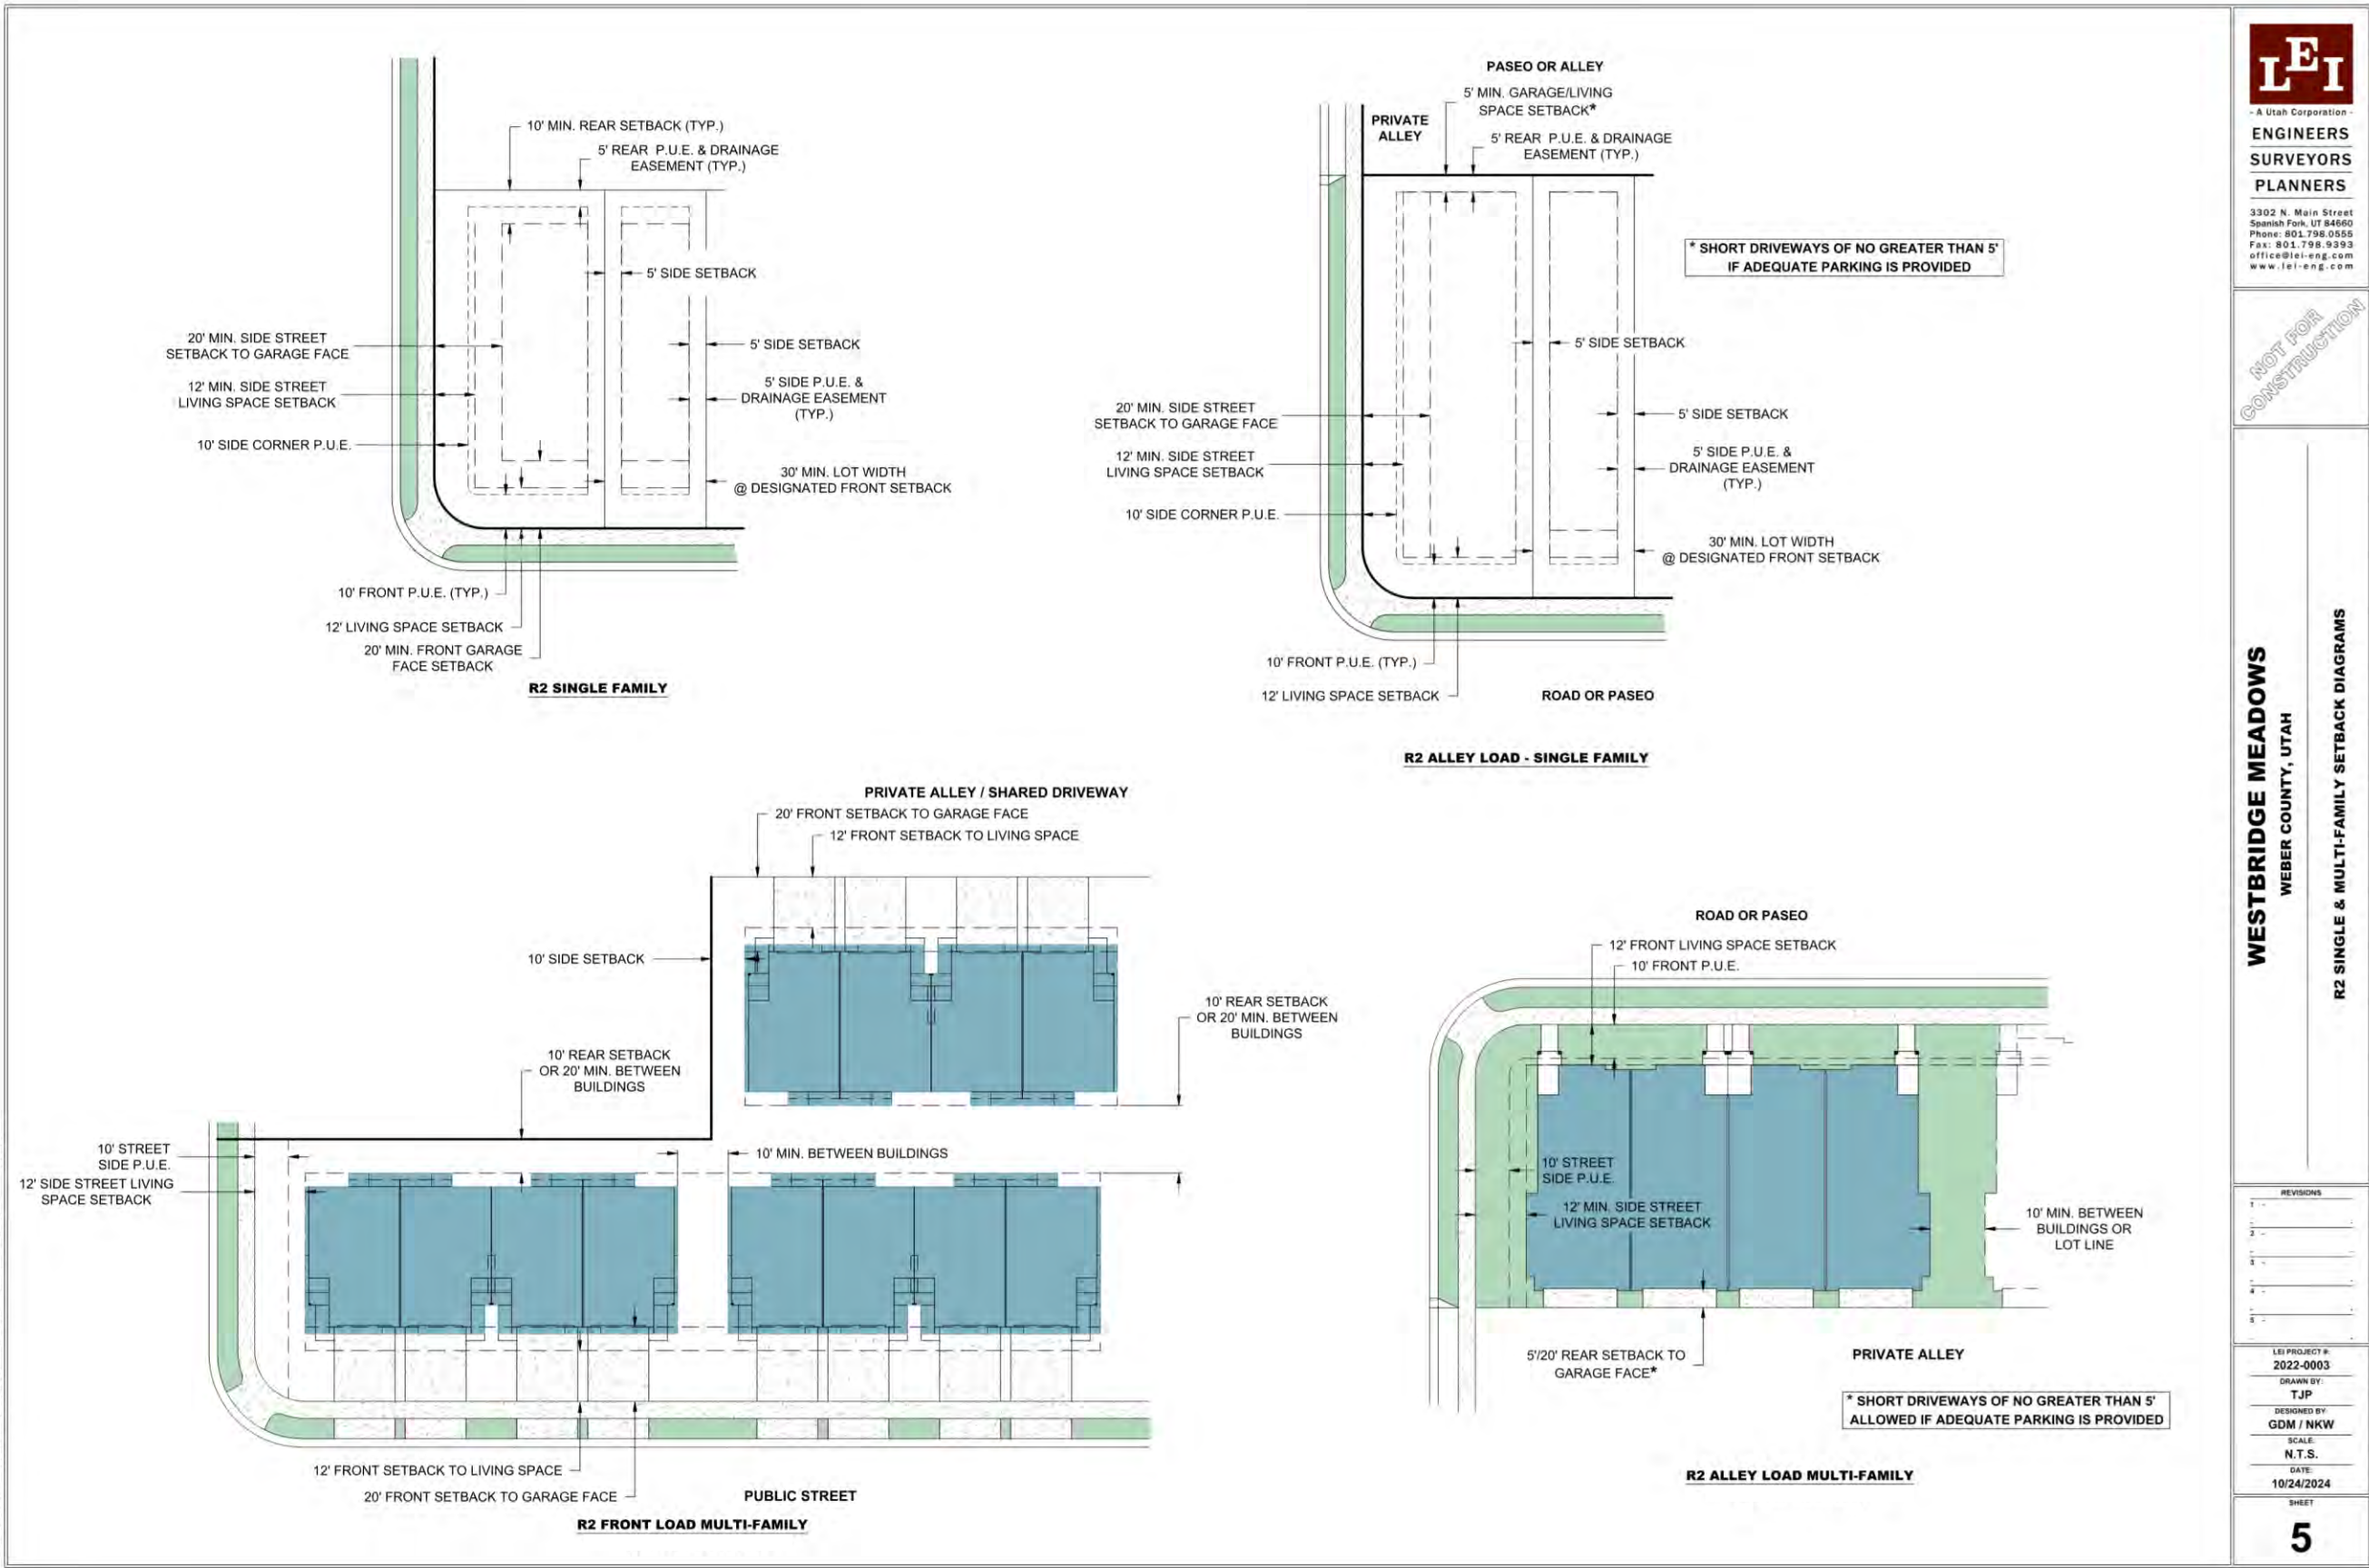 10' MIN. REAR SETBACK (TYP.)
5' REAR P.U.E. & DRAINAGE
EASEMENT (TYP.)
5' SIDE SETBACK
20' MIN. SIDE STREET
SETBACK TO GARAGE FACE
5' SIDE SETBACK
12' MIN. SIDE STREET
LIVING SPACE SETBACK
5' SIDE P.U.E. &
DRAINAGE EASEMENT
(TYP.)
10' SIDE CORNER P.U.E.
30' MIN. LOT WIDTH
@ DESIGNATED FRONT SETBACK
10' FRONT P.U.E. (TYP.)
12' LIVING SPACE SETBACK
20' MIN. FRONT GARAGE
FACE SETBACK
R2 SINGLE FAMILY
PASEO OR ALLEY
5' MIN. GARAGE/LIVING
SPACE SETBACK*
PRIVATE
ALLEY
5' REAR P.U.E. & DRAINAGE
EASEMENT (TYP.)
* SHORT DRIVEWAYS OF NO GREATER THAN 5'
IF ADEQUATE PARKING IS PROVIDED
5' SIDE SETBACK
20' MIN. SIDE STREET
SETBACK TO GARAGE FACE
5' SIDE SETBACK
12' MIN. SIDE STREET
LIVING SPACE SETBACK
5' SIDE P.U.E. &
DRAINAGE EASEMENT
(TYP.)
10' SIDE CORNER P.U.E.
30' MIN. LOT WIDTH
@ DESIGNATED FRONT SETBACK
10' FRONT P.U.E. (TYP.)
12' LIVING SPACE SETBACK
ROAD OR PASEO
R2 ALLEY LOAD - SINGLE FAMILY
PRIVATE ALLEY / SHARED DRIVEWAY
20' FRONT SETBACK TO GARAGE FACE
12' FRONT SETBACK TO LIVING SPACE
10' SIDE SETBACK
10' REAR SETBACK
OR 20' MIN. BETWEEN
BUILDINGS
10' REAR SETBACK
OR 20' MIN. BETWEEN
BUILDINGS
10' STREET
SIDE P.U.E.
10' MIN. BETWEEN BUILDINGS
12' SIDE STREET LIVING
SPACE SETBACK
12' FRONT SETBACK TO LIVING SPACE
20' FRONT SETBACK TO GARAGE FACE
PUBLIC STREET
R2 FRONT LOAD MULTI-FAMILY
ROAD OR PASEO
12' FRONT LIVING SPACE SETBACK
10' FRONT P.U.E.
10' STREET
SIDE P.U.E.
12' MIN. SIDE STREET
LIVING SPACE SETBACK
10' MIN. BETWEEN
BUILDINGS OR
LOT LINE
5'/20' REAR SETBACK TO
GARAGE FACE*
PRIVATE ALLEY
* SHORT DRIVEWAYS OF NO GREATER THAN 5'
ALLOWED IF ADEQUATE PARKING IS PROVIDED
R2 ALLEY LOAD MULTI-FAMILY
LEI
- A Utah Corporation -
ENGINEERS
SURVEYORS
PLANNERS
3302 N. Main Street
Spanish Fork, UT 84660
Phone: 801.798.0555
Fax: 801.798.9393
office@lei-eng.com
www.lei-eng.com
NOT FOR
CONSTRUCTION
WESTBRIDGE MEADOWS
WEBER COUNTY, UTAH
R2 SINGLE & MULTI-FAMILY SETBACK DIAGRAMS
REVISIONS
1 -
2 -
3 -
4 -
5 -
LEI PROJECT #:
2022-0003
DRAWN BY:
TJP
DESIGNED BY:
GDM / NKW
SCALE:
N.T.S.
DATE:
10/24/2024
SHEET
5